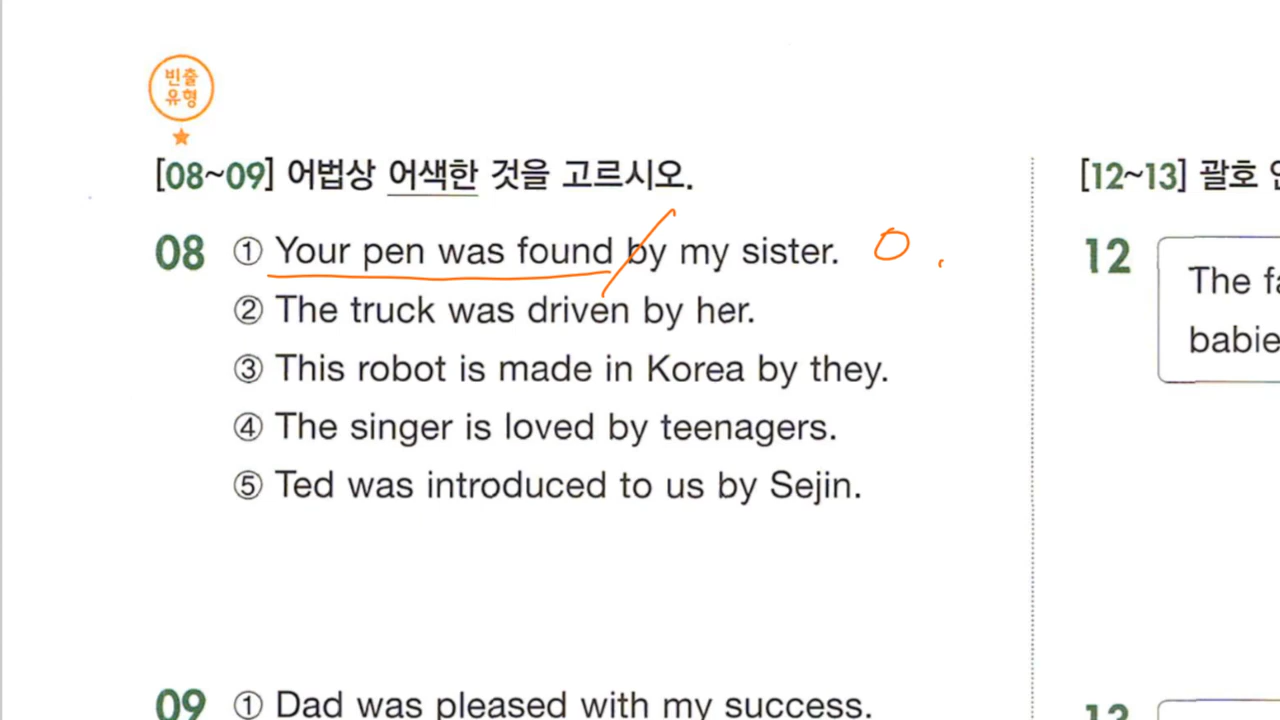 빈출
유형
[08~09] 어법상 어색한 것을 고르시오.
08 ① Your pen was found by my sister. O
② The truck was driven by her.
③ This robot is made in Korea by they.
④ The singer is loved by teenagers.
⑤ Ted was introduced to us by Sejin.
09 ① Dad was pleased with my success.
[12~13] 괄호
12 The
babie
13